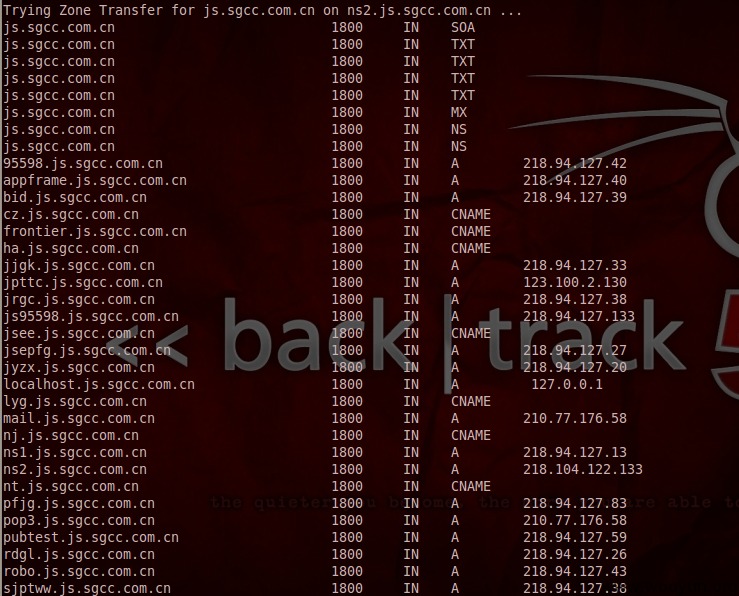 Trying Zone Transfer for js.sgcc.com.cn on ns2.js.sgcc.com.cn ...
js.sgcc.com.cn 1800 IN SOA
js.sgcc.com.cn 1800 IN TXT
js.sgcc.com.cn 1800 IN TXT
js.sgcc.com.cn 1800 IN TXT
js.sgcc.com.cn 1800 IN TXT
js.sgcc.com.cn 1800 IN MX
js.sgcc.com.cn 1800 IN NS
js.sgcc.com.cn 1800 IN NS
95598.js.sgcc.com.cn 1800 IN A 218.94.127.42
appframe.js.sgcc.com.cn 1800 IN A 218.94.127.40
bid.js.sgcc.com.cn 1800 IN A 218.94.127.39
cz.js.sgcc.com.cn 1800 IN CNAME
frontier.js.sgcc.com.cn 1800 IN CNAME
ha.js.sgcc.com.cn 1800 IN CNAME
jjgk.js.sgcc.com.cn 1800 IN A 218.94.127.33
jpttc.js.sgcc.com.cn 1800 IN A 123.100.2.130
jrgc.js.sgcc.com.cn 1800 IN A 218.94.127.38
js95598.js.sgcc.com.cn 1800 IN A 218.94.127.133
jsee.js.sgcc.com.cn 1800 IN CNAME
jsepfg.js.sgcc.com.cn 1800 IN A 218.94.127.27
<< back|track 5
jyzx.js.sgcc.com.cn 1800 IN A 218.94.127.20
localhost.js.sgcc.com.cn 1800 IN A 127.0.0.1
lyg.js.sgcc.com.cn 1800 IN CNAME
mail.js.sgcc.com.cn 1800 IN A 210.77.176.58
nj.js.sgcc.com.cn 1800 IN CNAME
ns1.js.sgcc.com.cn 1800 IN A 218.94.127.13
ns2.js.sgcc.com.cn 1800 IN A 218.104.122.133
nt.js.sgcc.com.cn 1800 IN CNAME
the quieter you become, the are able to
pfjg.js.sgcc.com.cn 1800 IN A 218.94.127.83
pop3.js.sgcc.com.cn 1800 IN A 210.77.176.58
pubtest.js.sgcc.com.cn 1800 IN A 218.94.127.59
rdgl.js.sgcc.com.cn 1800 IN A 218.94.127.26
robo.js.sgcc.com.cn 1800 IN A 218.94.127.43
sjptww.js.sgcc.com.cn 1800 IN A 218.94.127.38